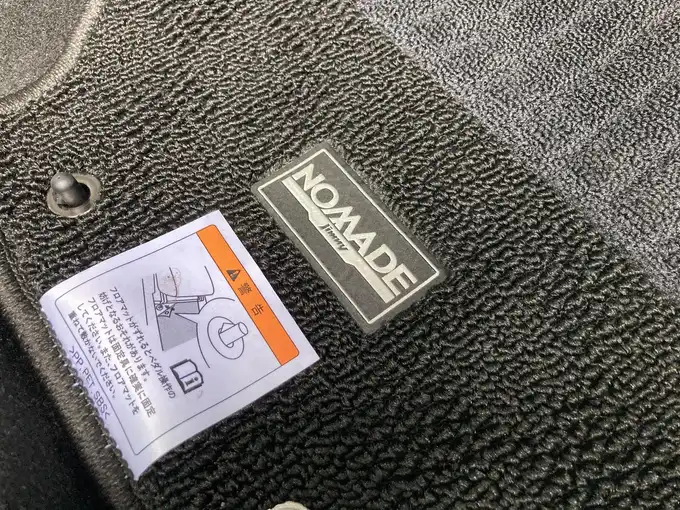 NOMADE
Jimny
警告
フロアマットがずれるとペダル操作の
妨げとなるおそれがあります。
フロアマットは固定具に確実に固定
してください。また、フロアマットを
重ねて敷かないでください。
>PP,PET,SBS<